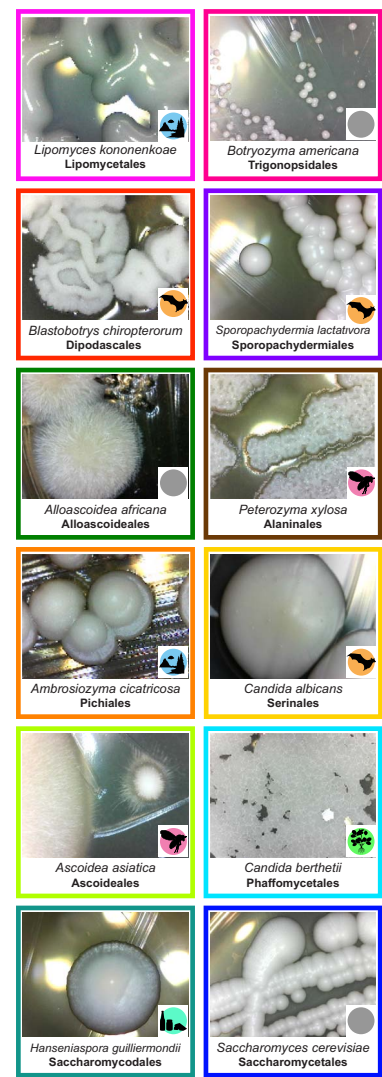 Lipomyces kononenkoae
Lipomycetales
Botryozyma americana
Trigonopsidales
Blastobotrys chiropterorum
Dipodascales
Sporopachydermia lactativora
Sporopachydermiales
Alloascoidea africana
Alloascoideales
Peterozyma xylosa
Alaninales
Ambrosiozyma cicatricosa
Pichiales
Candida albicans
Serinales
Ascoidea asiatica
Ascoideales
Candida berthetii
Phaffomycetales
Hanseniaspora guilliermondii
Saccharomycodales
Saccharomyces cerevisiae
Saccharomycetales